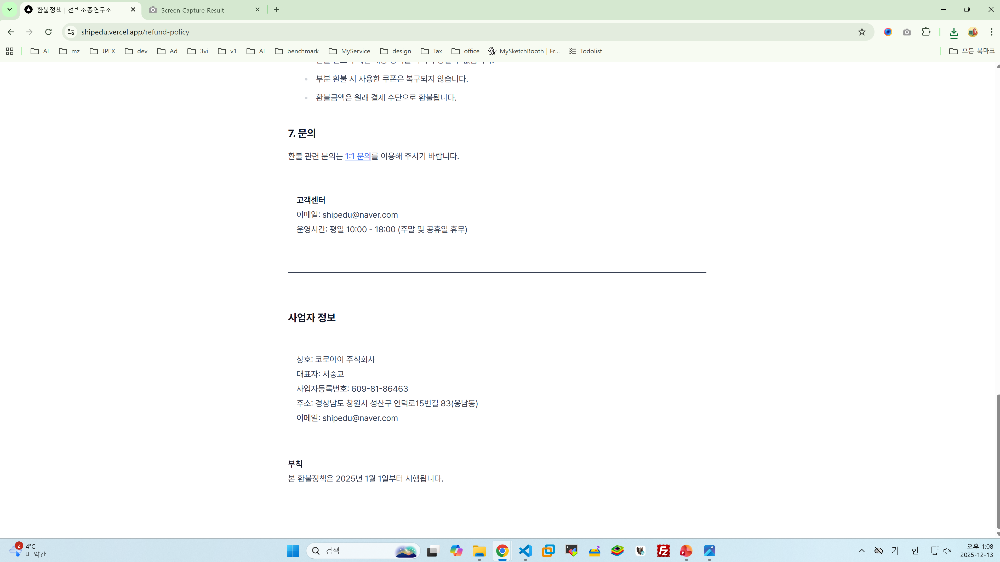 환불정책 | 선박조종연구소
Screen Capture Result
shipedu.vercel.app/refund-policy
AI
mz
JPEX
dev
Ad
3vi
v1
AI
benchmark
MyService
design
Tax
office
MySketchBooth | Fr...
Todolist
모든 북마크
부분 환불 시 사용한 쿠폰은 복구되지 않습니다.
환불금액은 원래 결제 수단으로 환불됩니다.
7. 문의
환불 관련 문의는 1:1 문의를 이용해 주시기 바랍니다.
고객센터
이메일: shipedu@naver.com
운영시간: 평일 10:00 - 18:00 (주말 및 공휴일 휴무)
사업자 정보
상호: 코로아이 주식회사
대표자: 서중교
사업자등록번호: 609-81-86463
주소: 경상남도 창원시 성산구 연덕로15번길 83(웅남동)
이메일: shipedu@naver.com
부칙
본 환불정책은 2025년 1월 1일부터 시행됩니다.
2
4°C
비 약간
검색
가
한
오후 1:08
2025-12-13